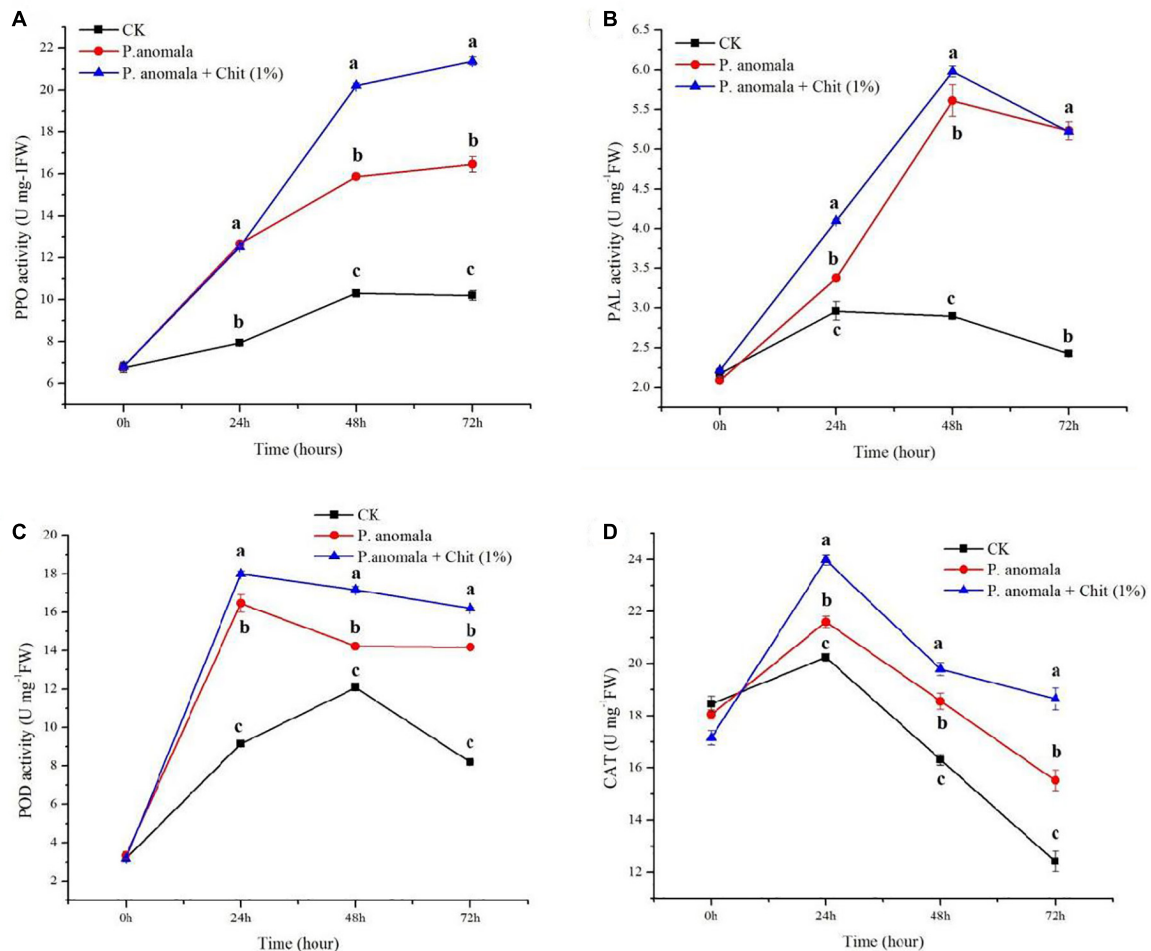 A
CK
P.anomala
P. anomala + Chit (1%)
PPO activity (U mg-1FW)
22
20
18
16
14
12
10
8
6
a
a
b
b
a
c
c
b
0h 24h 48h 72h
Time (hours)
B
CK
P. anomala
P. anomala + Chit (1%)
PAL activity (U mg⁻¹FW)
6.5
6.0
5.5
5.0
4.5
4.0
3.5
3.0
2.5
2.0
a
b
a
a
b
c
c
b
0h 24h 48h 72h
Time (hour)
C
CK
P. anomala
P.anomala + Chit (1%)
POD activity (U mg⁻¹FW)
20
18
16
14
12
10
8
6
4
2
a
a
a
b
b
b
c
c
c
0h 24h 48h 72h
Time (hour)
D
CK
P. anomala
P. anomala + Chit (1%)
CAT (U mg⁻¹FW)
24
22
20
18
16
14
12
a
b
c
a
b
c
a
b
c
0h 24h 48h 72h
Time (hour)